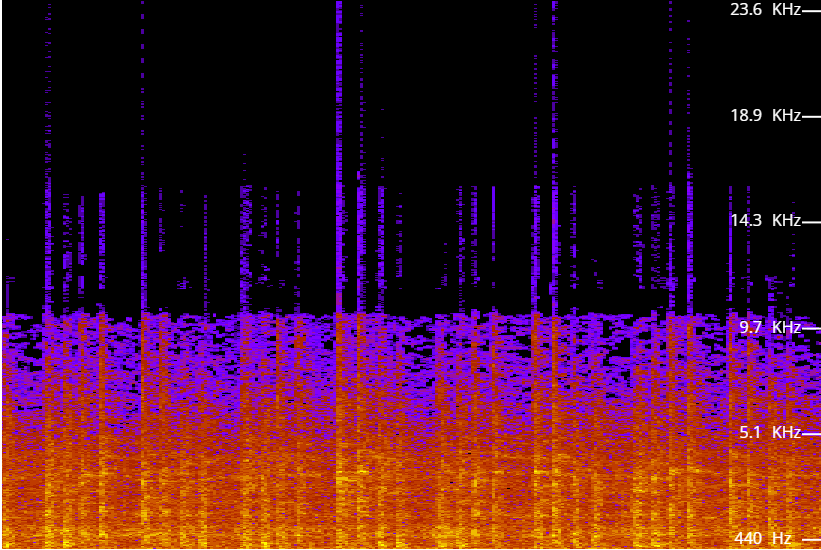 23.6 KHz
18.9 KHz
14.3 KHz
9.7 KHz
5.1 KHz
440 Hz